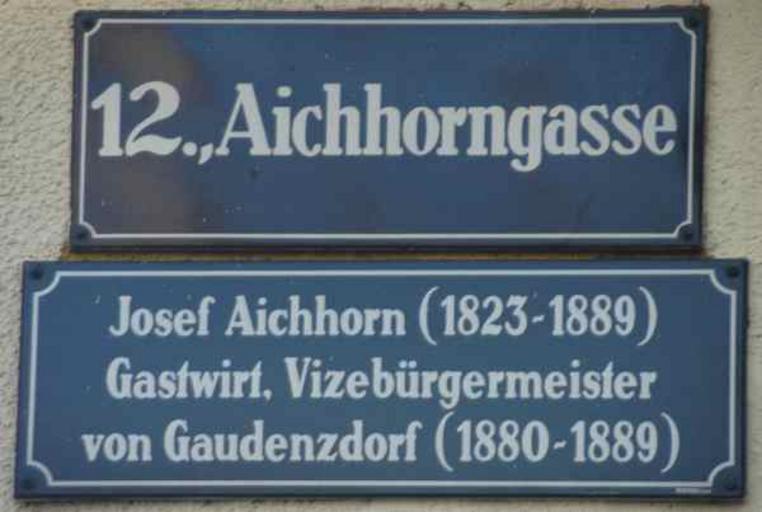 12.,Aichhorngasse
Josef Aichhorn (1823-1889)
Gastwirt, Vizebürgermeister
von Gaudenzdorf (1880-1889)